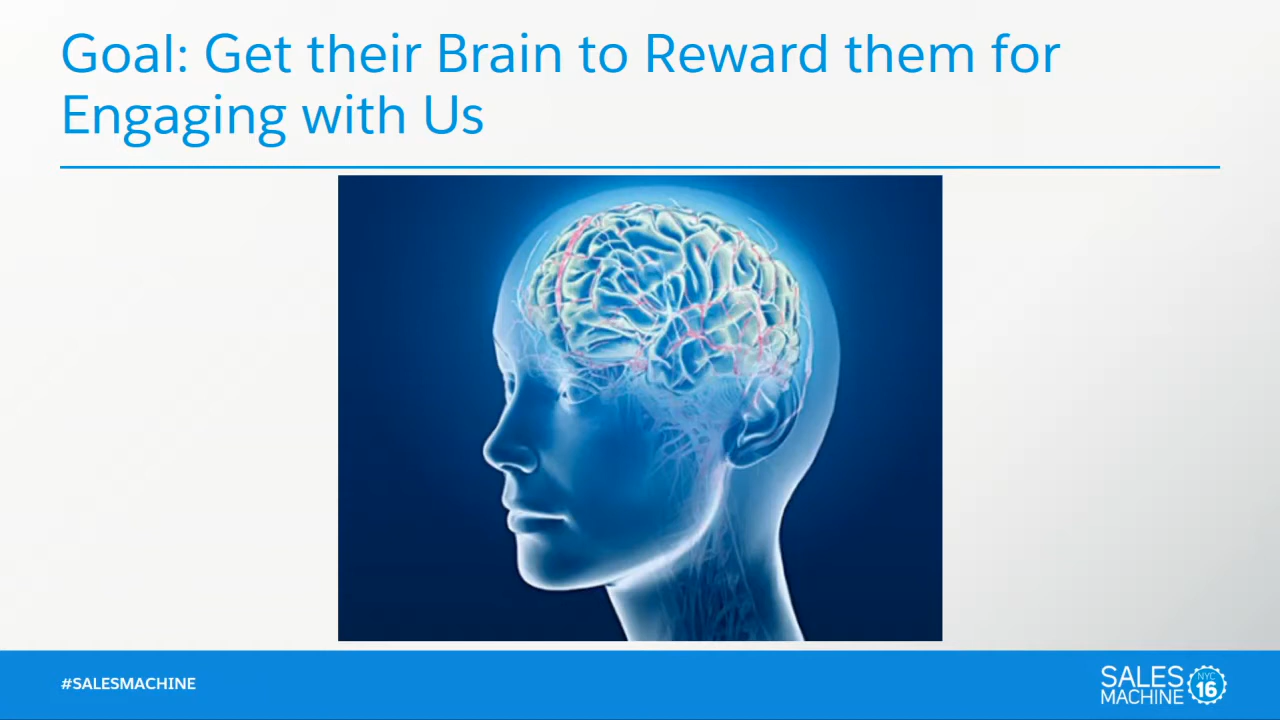 Goal: Get their Brain to Reward them for
Engaging with Us
#SALESMACHINE
SALES
MACHINE
NYC
16